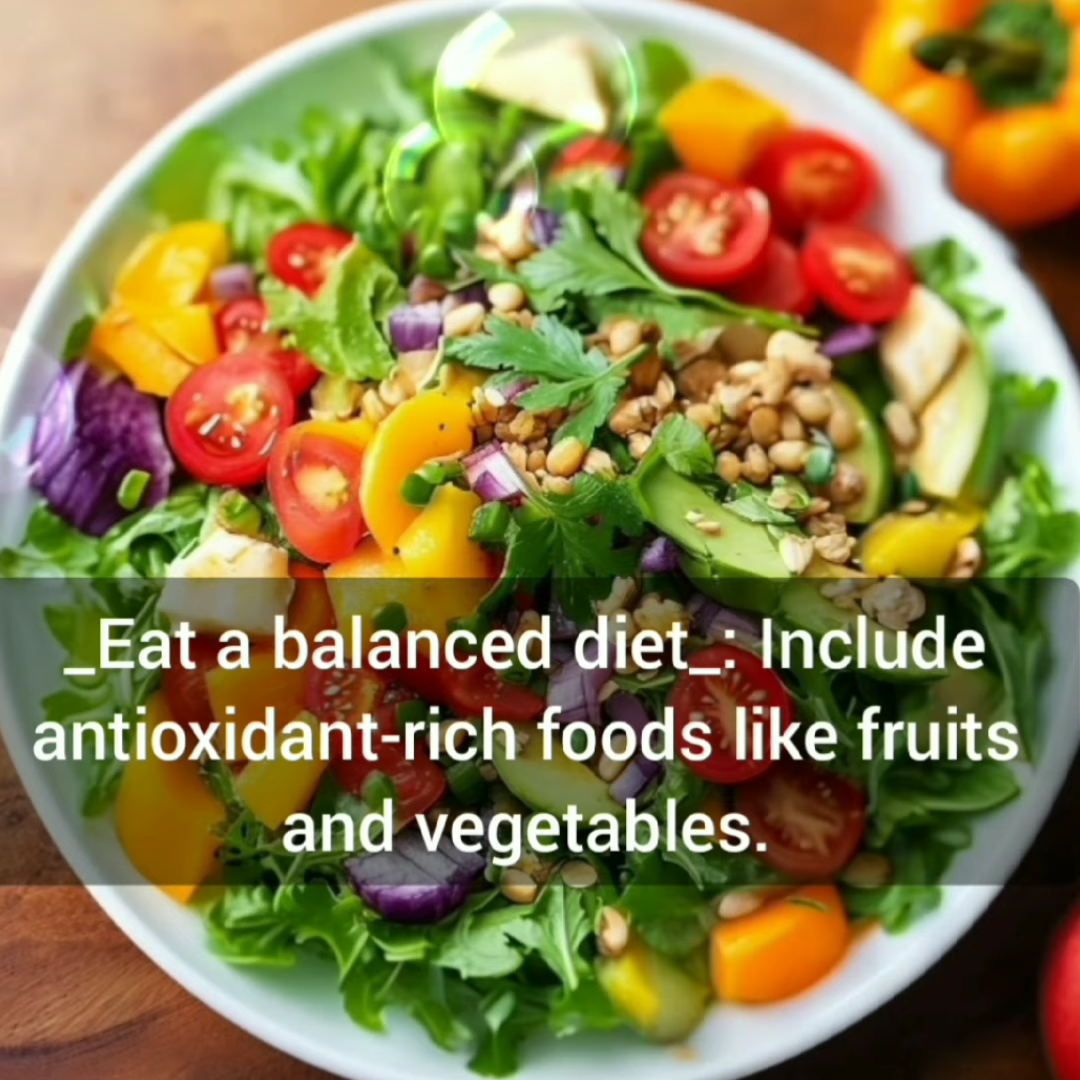 _Eat a balanced diet_: Include
antioxidant-rich foods like fruits
and vegetables.